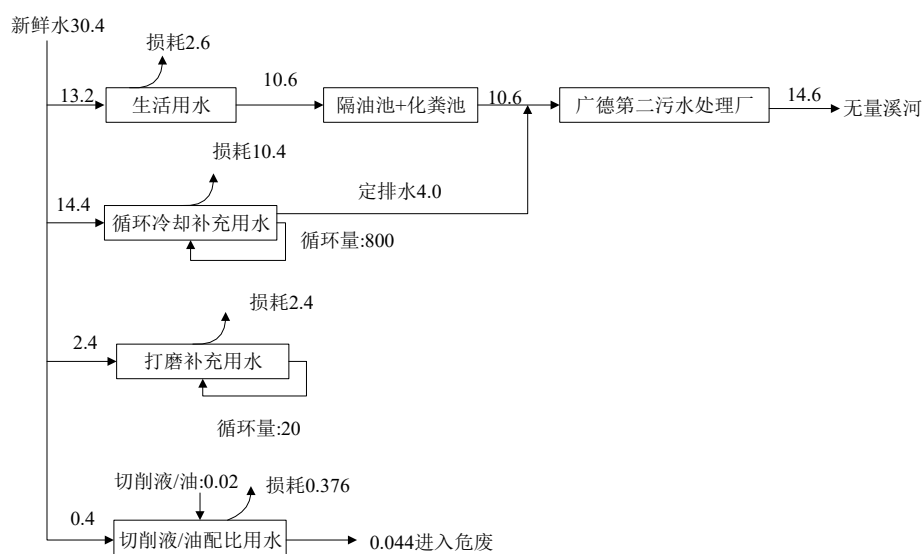 新鲜水30.4
损耗2.6
13.2
生活用水
10.6
隔油池+化粪池
10.6
广德第二污水处理厂
14.6
无量溪河
损耗10.4
14.4
循环冷却补充用水
定排水4.0
循环量:800
损耗2.4
2.4
打磨补充用水
循环量:20
切削液/油:0.02
损耗0.376
0.4
切削液/油配比用水
0.044进入危废